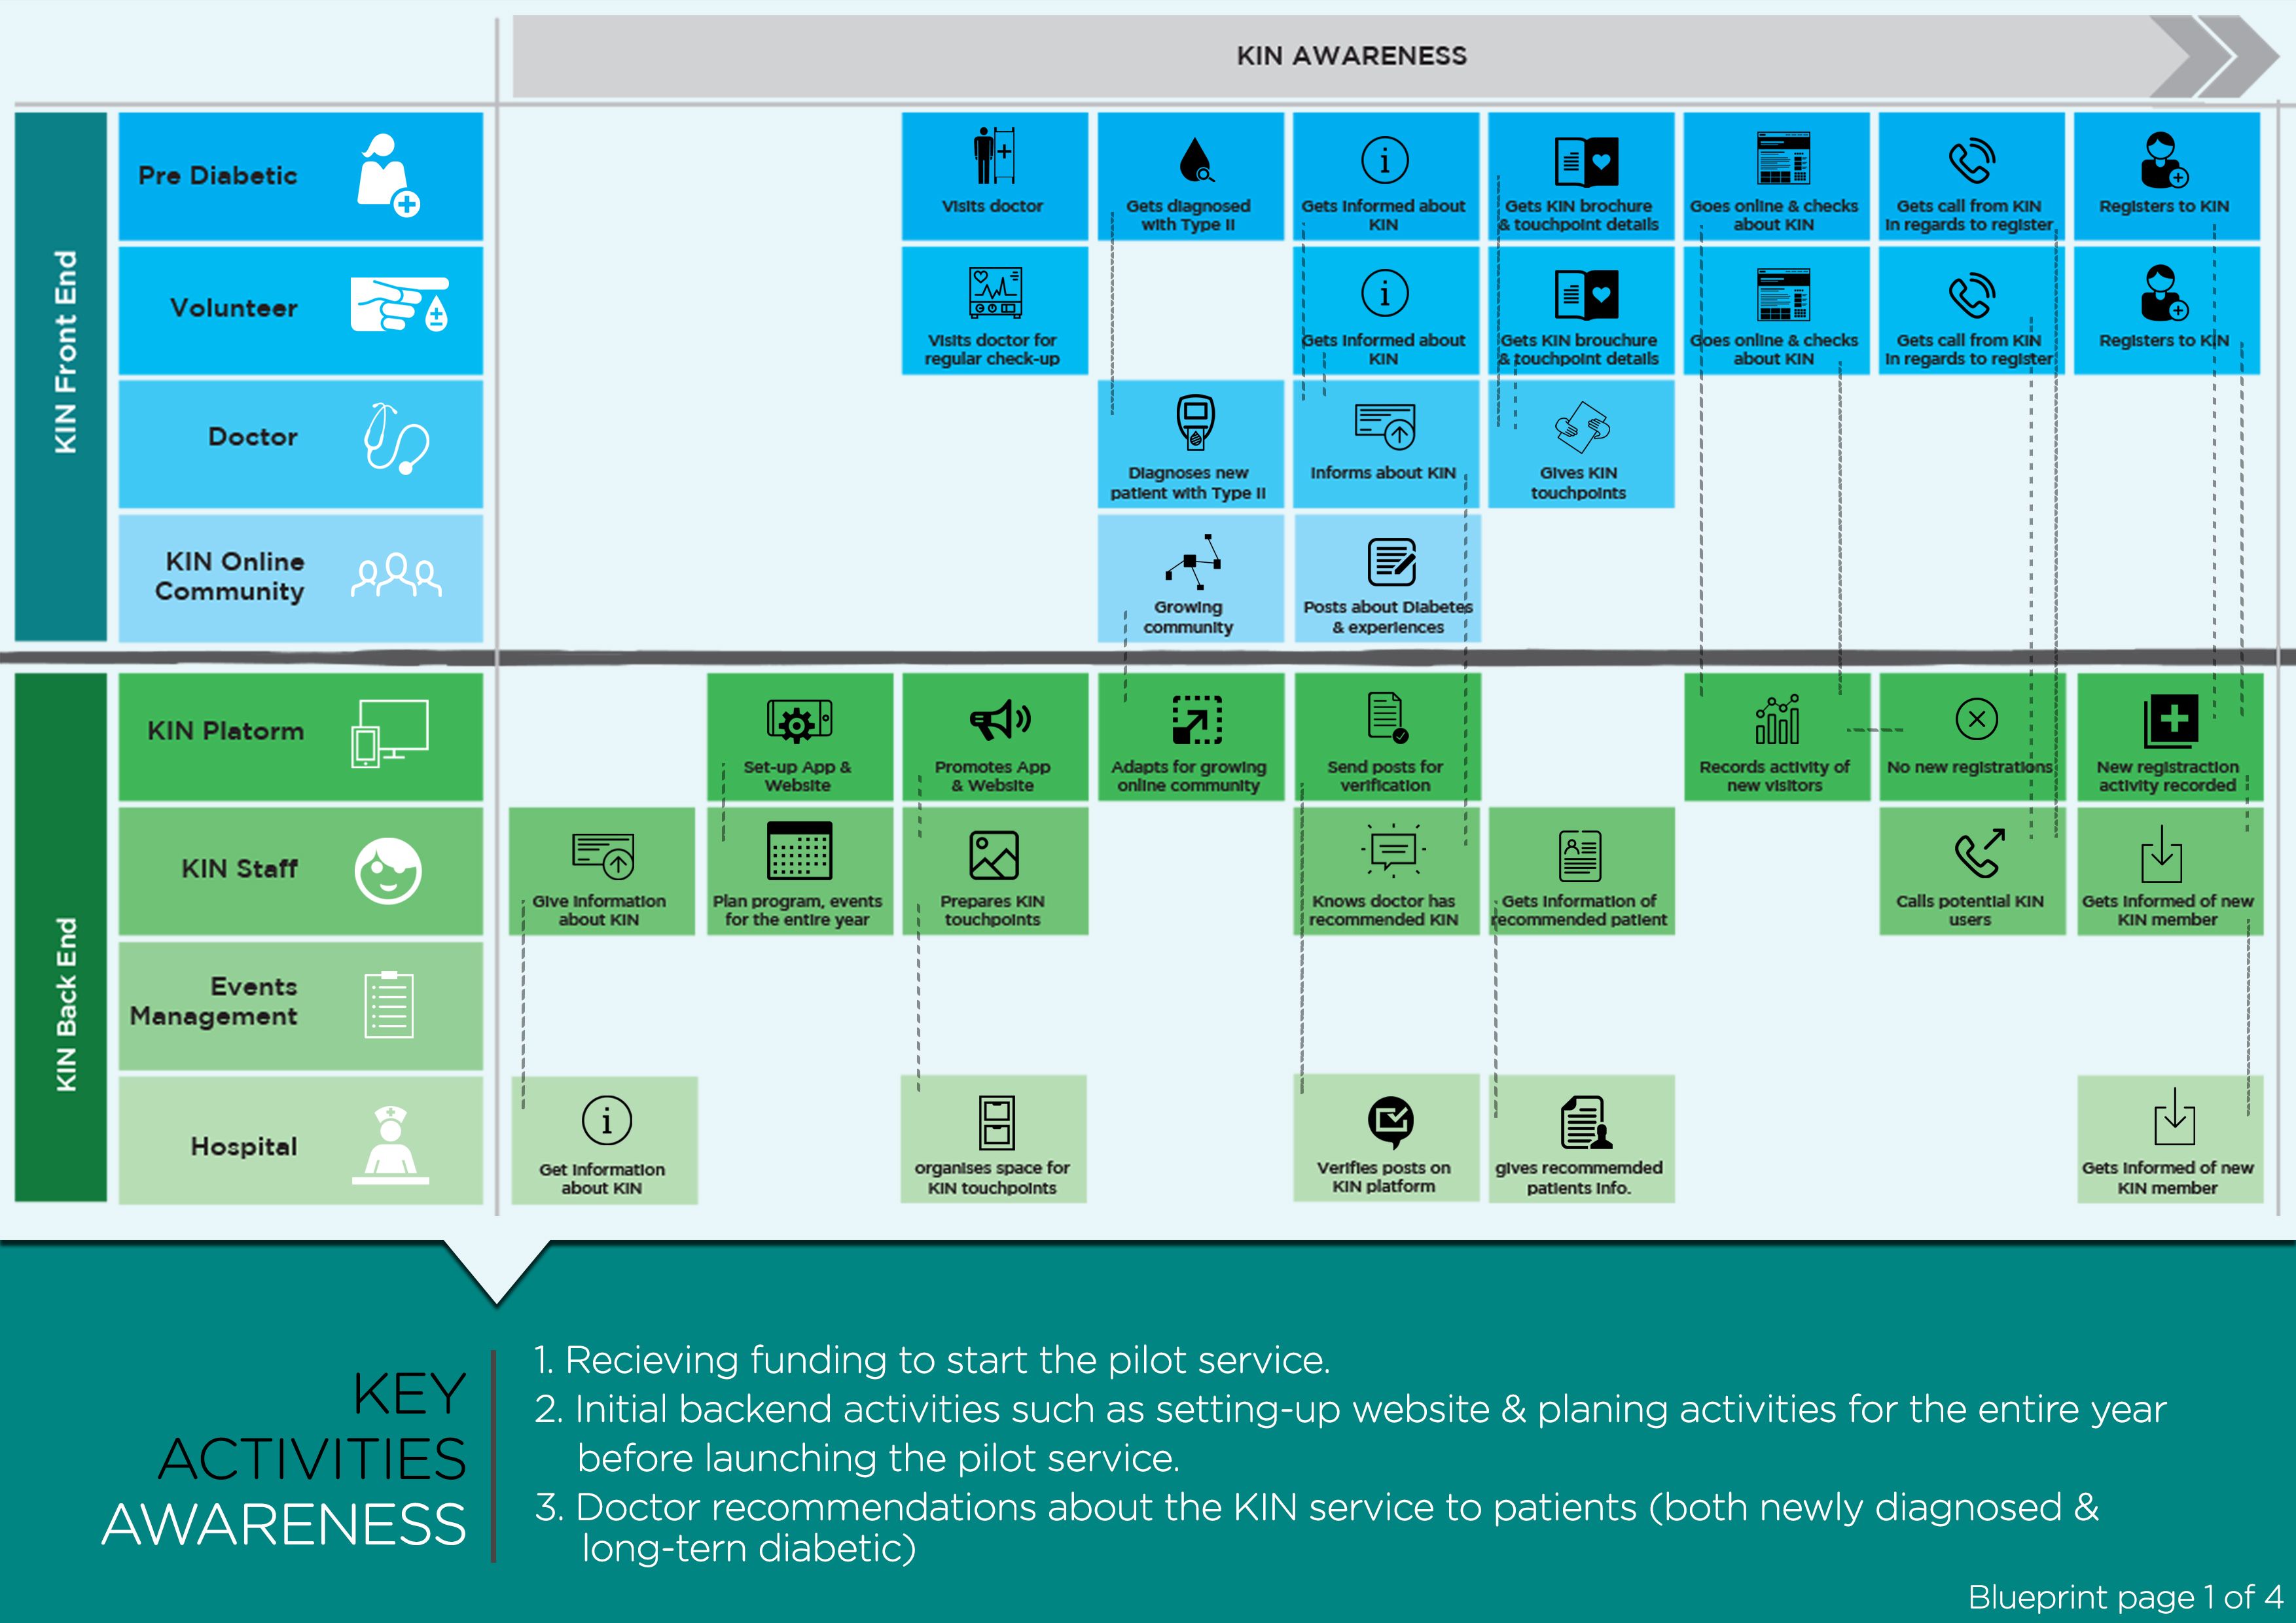 KIN AWARENESS
KIN Front End
Pre Diabetic
Visits doctor
Gets diagnosed
with Type II
Gets Informed about
KIN
Gets KIN brochure
& touchpoint details
Goes online & checks
about KIN
Gets call from KIN
In regards to register
Registers to KIN
Volunteer
Visits doctor for
regular check-up
Gets Informed about
KIN
Gets KIN brouchure
& touchpoint details
Goes online & checks
about KIN
Gets call from KIN
In regards to register
Registers to KIN
Doctor
Diagnoses new
patient with Type II
Informs about KIN
Gives KIN
touchpoints
KIN Online
Community
Growing
community
Posts about Diabetes
& experiences
KIN Back End
KIN Platorm
Set-up App &
Website
Promotes App
& Website
Adapts for growing
online community
Send posts for
verification
Records activity of
new visitors
No new registrations
New registraction
activity recorded
KIN Staff
Give Information
about KIN
Plan program, events
for the entire year
Prepares KIN
touchpoints
Knows doctor has
recommended KIN
Gets Information of
recommended patient
Calls potential KIN
users
Gets Informed of new
KIN member
Events
Management
Hospital
Get Information
about KIN
organises space for
KIN touchpoints
Verifies posts on
KIN platform
gives recommemded
patients Info.
Gets Informed of new
KIN member
KEY
ACTIVITIES
AWARENESS
1. Recieving funding to start the pilot service.
2. Initial backend activities such as setting-up website & planing activities for the entire year
before launching the pilot service.
3. Doctor recommendations about the KIN service to patients (both newly diagnosed &
long-tern diabetic)
Blueprint page 1 of 4